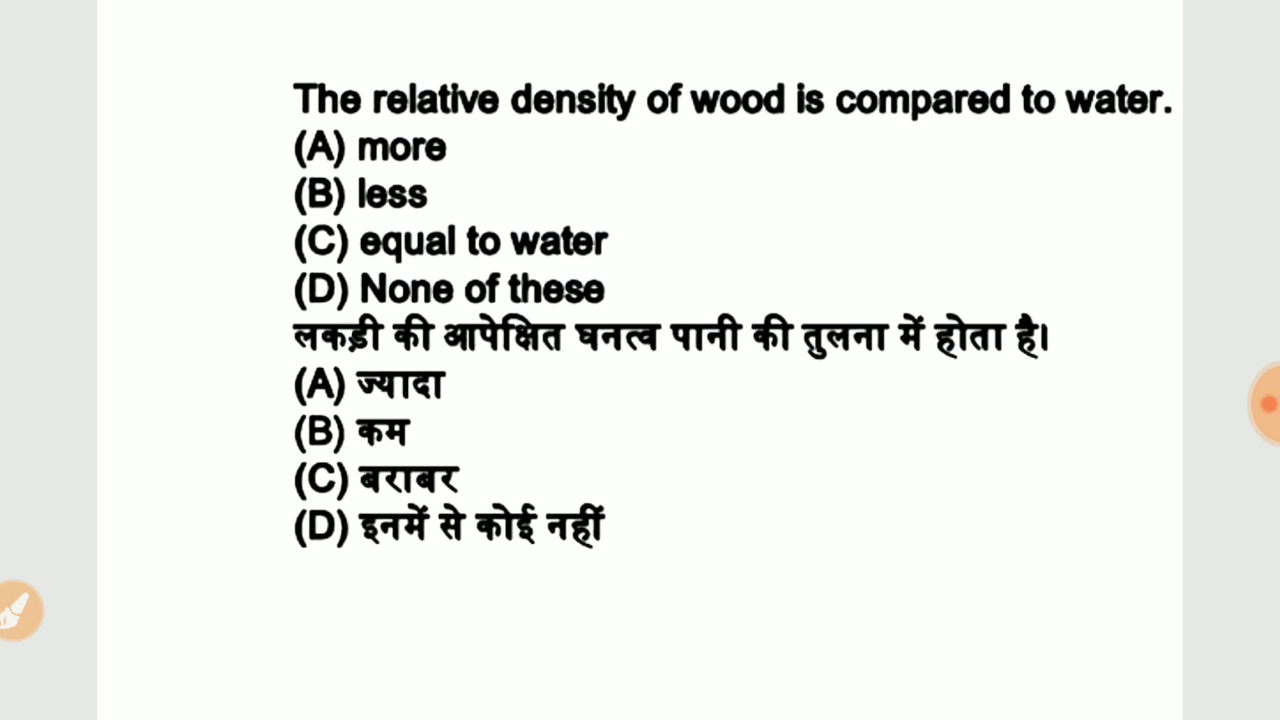 The relative density of wood is compared to water.
(A) more
(B) less
(C) equal to water
(D) None of these
लकड़ी की आपेक्षित घनत्व पानी की तुलना में होता है।
(A) ज्यादा
(B) कम
(C) बराबर
(D) इनमें से कोई नहीं